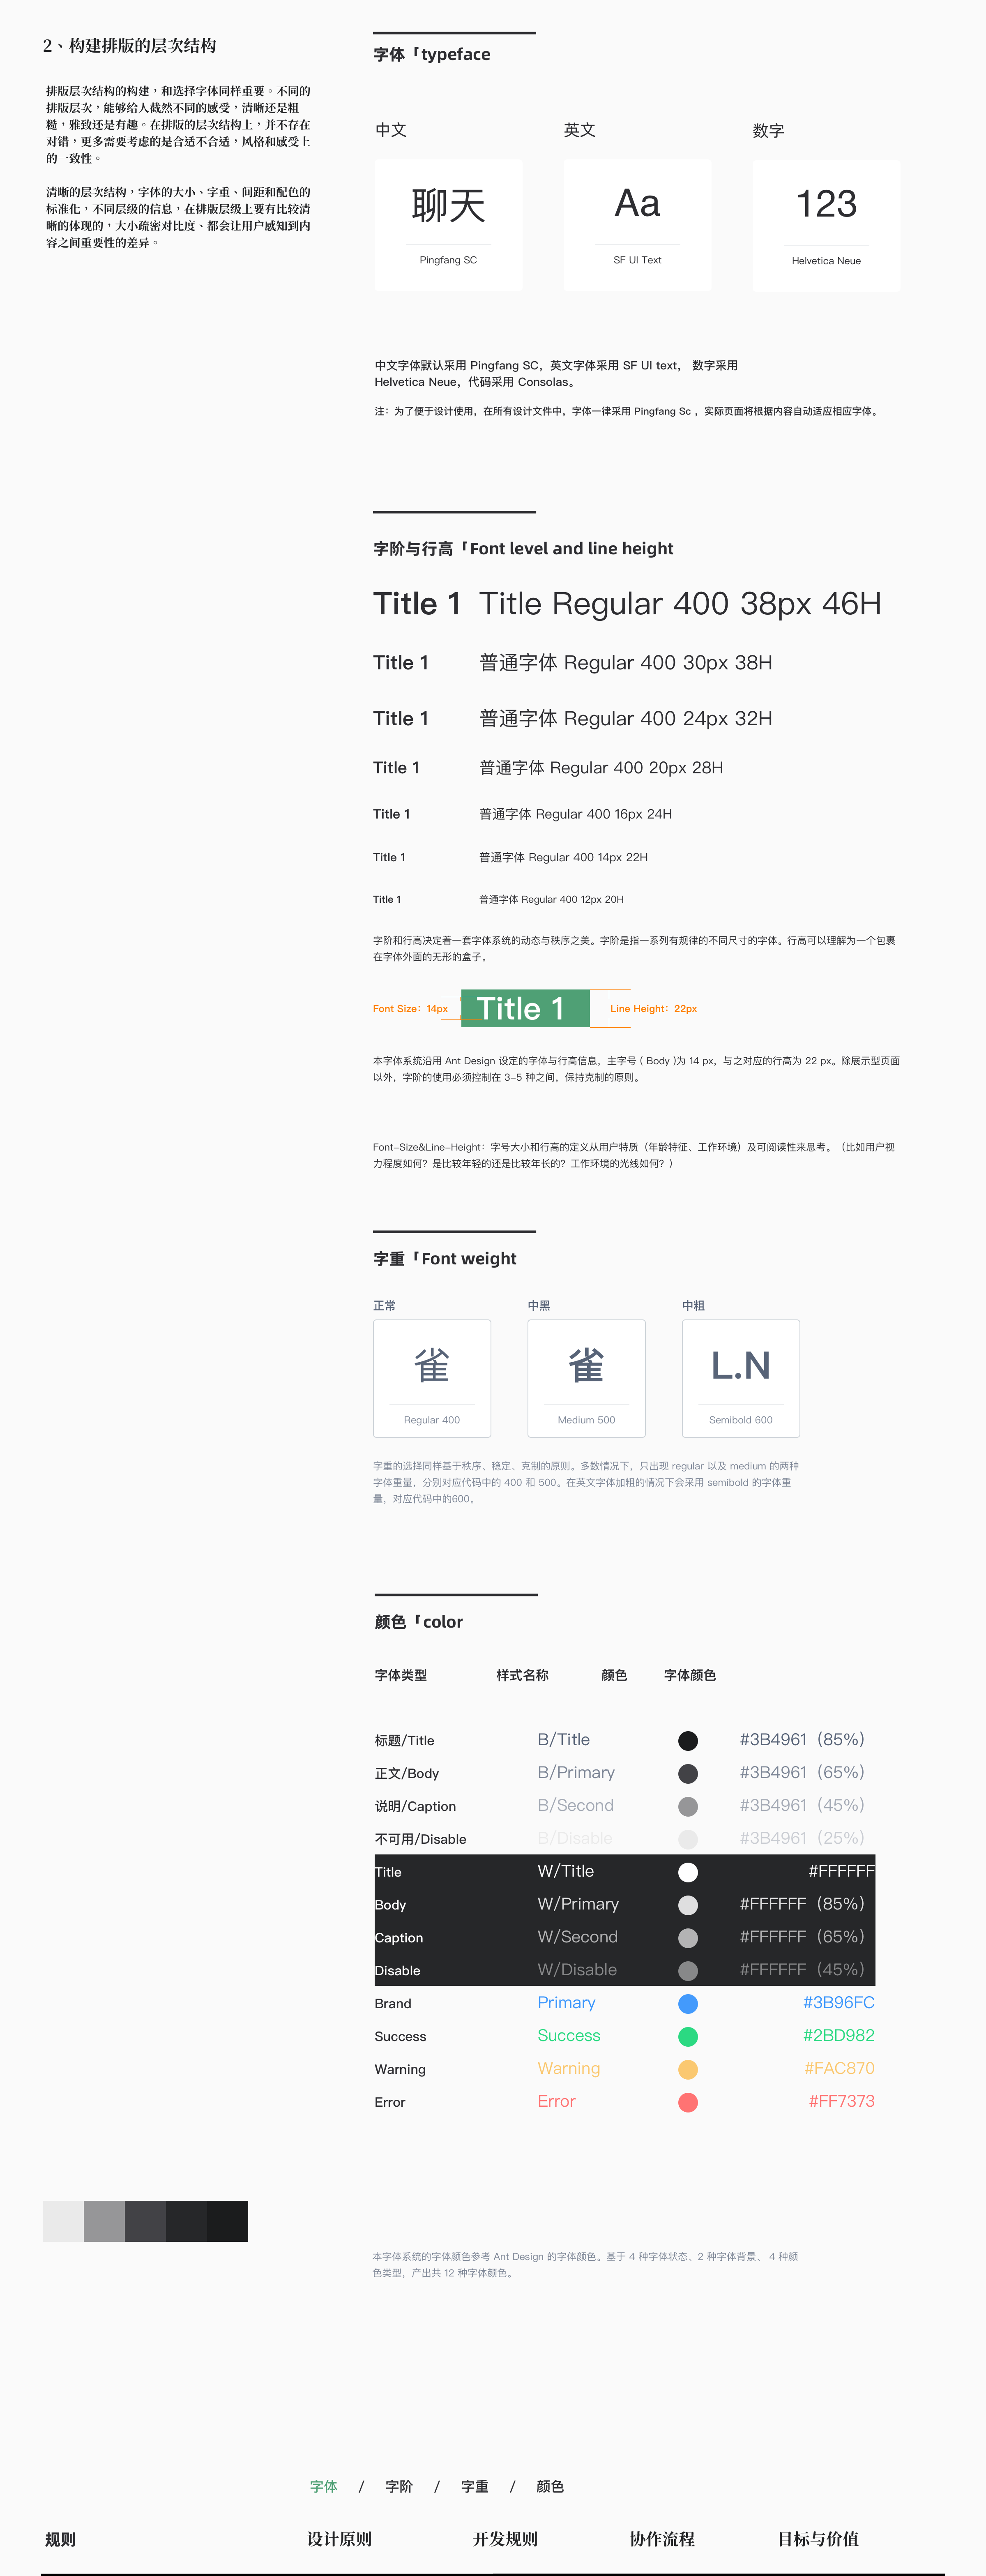 2、构建排版的层次结构
排版层次结构的构建，和选择字体同样重要。不同的
排版层次，能够给人截然不同的感受，清晰还是粗
糙，雅致还是有趣。在排版的层次结构上，并不存在
对错，更多需要考虑的是合适不合适，风格和感受上
的一致性。
清晰的层次结构，字体的大小、字重、间距和配色的
标准化，不同层级的信息，在排版层级上要有比较清
晰的体现的，大小疏密对比度、都会让用户感知到内
容之间重要性的差异。
字体「typeface
中文 英文 数字
聊天 Aa 123
Pingfang SC SF UI Text Helvetica Neue
中文字体默认采用 Pingfang SC，英文字体采用 SF UI text， 数字采用
Helvetica Neue，代码采用 Consolas。
注：为了便于设计使用，在所有设计文件中，字体一律采用 Pingfang Sc ，实际页面将根据内容自动适应相应字体。
字阶与行高「Font level and line height
Title 1 Title Regular 400 38px 46H
Title 1 普通字体 Regular 400 30px 38H
Title 1 普通字体 Regular 400 24px 32H
Title 1 普通字体 Regular 400 20px 28H
Title 1 普通字体 Regular 400 16px 24H
Title 1 普通字体 Regular 400 14px 22H
Title 1 普通字体 Regular 400 12px 20H
字阶和行高决定着一套字体系统的动态与秩序之美。字阶是指一系列有规律的不同尺寸的字体。行高可以理解为一个包裹
在字体外面的无形的盒子。
Font Size：14px Title 1 Line Height：22px
本字体系统沿用 Ant Design 设定的字体与行高信息，主字号 ( Body )为 14 px，与之对应的行高为 22 px。除展示型页面
以外，字阶的使用必须控制在 3-5 种之间，保持克制的原则。
Font-Size&Line-Height：字号大小和行高的定义从用户特质（年龄特征、工作环境）及可阅读性来思考。（比如用户视
力程度如何？是比较年轻的还是比较年长的？工作环境的光线如何？）
字重「Font weight
正常 中黑 中粗
雀 雀 L.N
Regular 400 Medium 500 Semibold 600
字重的选择同样基于秩序、稳定、克制的原则。多数情况下，只出现 regular 以及 medium 的两种
字体重量，分别对应代码中的 400 和 500。在英文字体加粗的情况下会采用 semibold 的字体重
量，对应代码中的600。
颜色「color
字体类型 样式名称 颜色 字体颜色
标题/Title B/Title #3B4961（85%）
正文/Body B/Primary #3B4961（65%）
说明/Caption B/Second #3B4961（45%）
不可用/Disable B/Disable #3B4961（25%）
Title W/Title #FFFFFF
Body W/Primary #FFFFFF（85%）
Caption W/Second #FFFFFF（65%）
Disable W/Disable #FFFFFF（45%）
Brand Primary #3B96FC
Success Success #2BD982
Warning Warning #FAC870
Error Error #FF7373
本字体系统的字体颜色参考 Ant Design 的字体颜色。基于 4 种字体状态、2 种字体背景、 4 种颜
色类型，产出共 12 种字体颜色。
字体 / 字阶 / 字重 / 颜色
规则 设计原则 开发规则 协作流程 目标与价值